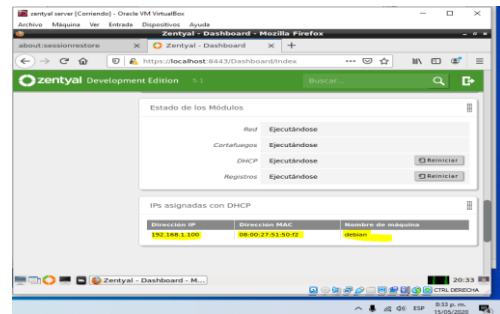 zentyal server [Corriendo] - Oracle VM VirtualBox
Archivo Máquina Ver Entrada Dispositivos Ayuda
Zentyal - Dashboard - Mozilla Firefox
about:sessionrestore
Zentyal - Dashboard
https://localhost:8443/Dashboard/Index
zentyal Development Edition 5.1
Buscar...
Estado de los Módulos
Red Ejecutándose
Cortafuegos Ejecutándose
DHCP Ejecutándose Reiniciar
Registros Ejecutándose Reiniciar
IPs asignadas con DHCP
Dirección IP Dirección MAC Nombre de máquina
192.168.1.100 08:00:27:51:50:f2 debian
Zentyal - Dashboard - M...
20:33
CTRL DERECHA
ESP
8:33 p. m.
15/05/2020